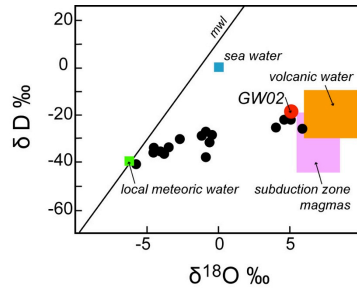 mwl
sea water
volcanic water
GW02
local meteoric water
subduction zone
magmas
0
-20
-40
-60
-5
0
5
δ D ‰
δ18O ‰